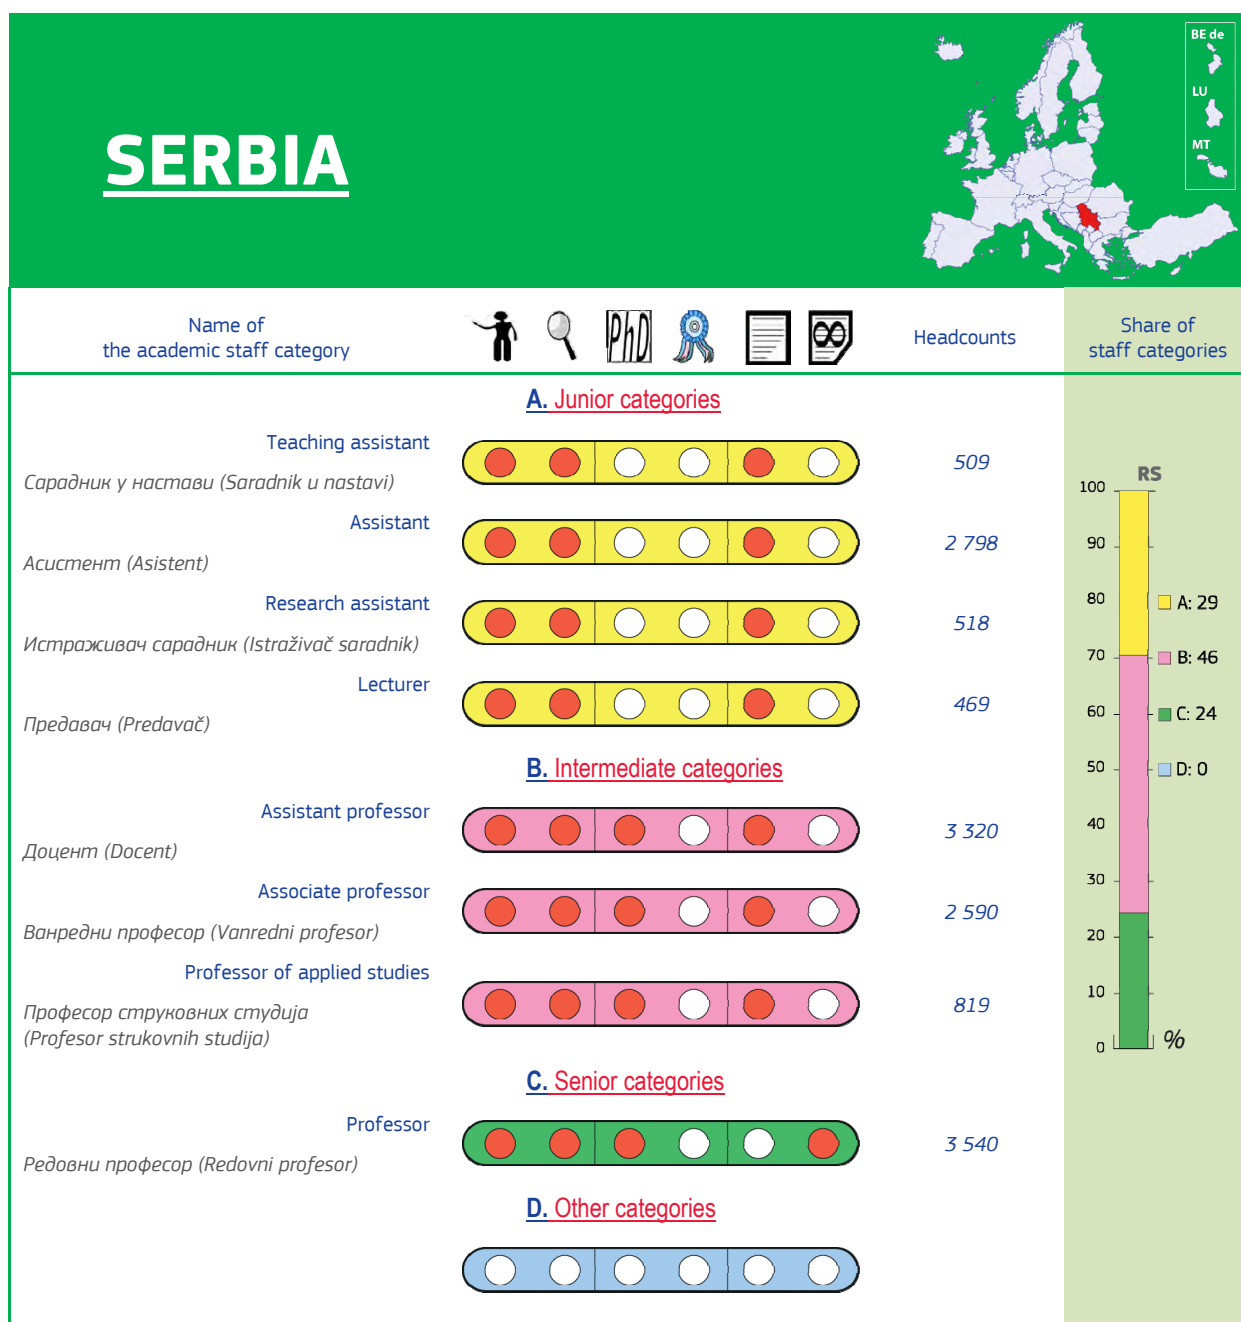 SERBIA
BE de
LU
MT
Name of
the academic staff category
PhD
Headcounts
Share of
staff categories
A. Junior categories
Teaching assistant
Сарадник у настави (Saradnik u nastavi)
509
Assistant
Асистент (Asistent)
2 798
Research assistant
Истраживач сарадник (Istraživač saradnik)
518
Lecturer
Предавач (Predavač)
469
B. Intermediate categories
Assistant professor
Доцент (Docent)
3 320
Associate professor
Ванредни професор (Vanredni profesor)
2 590
Professor of applied studies
Професор струковних студија
(Profesor strukovnih studija)
819
C. Senior categories
Professor
Редовни професор (Redovni profesor)
3 540
D. Other categories
RS
100
90
80
70
60
50
40
30
20
10
0
%
A: 29
B: 46
C: 24
D: 0